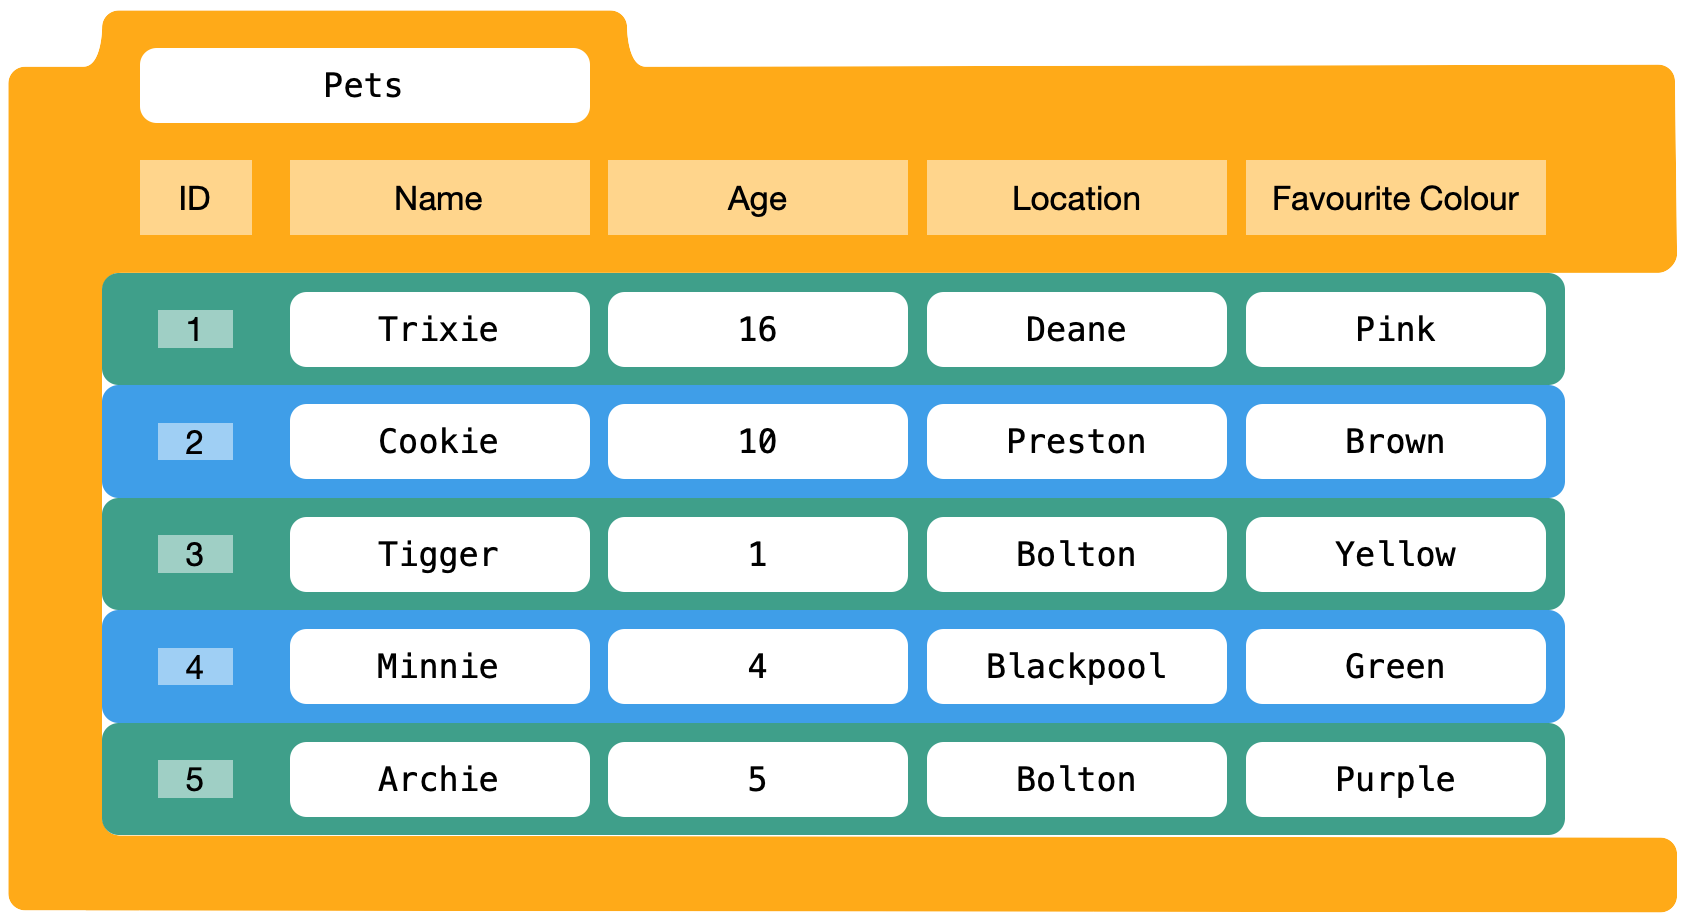 Pets
ID Name Age Location Favourite Colour
1 Trixie 16 Deane Pink
2 Cookie 10 Preston Brown
3 Tigger 1 Bolton Yellow
4 Minnie 4 Blackpool Green
5 Archie 5 Bolton Purple